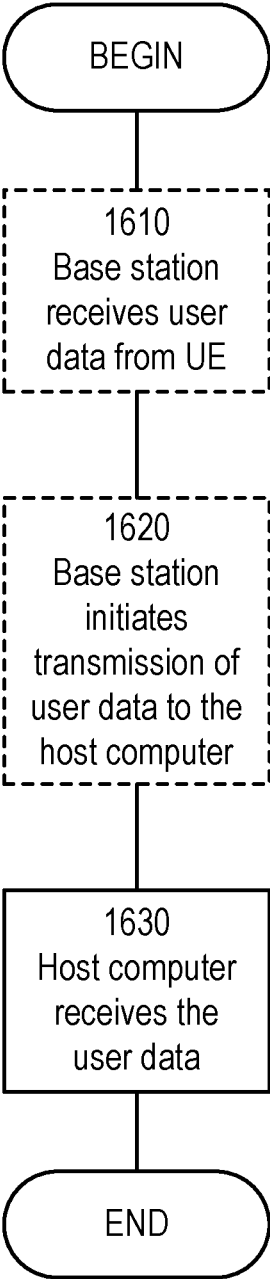 BEGIN
1610
Base station
receives user
data from UE
1620
Base station
initiates
transmission of
user data to the
host computer
1630
Host computer
receives the
user data
END